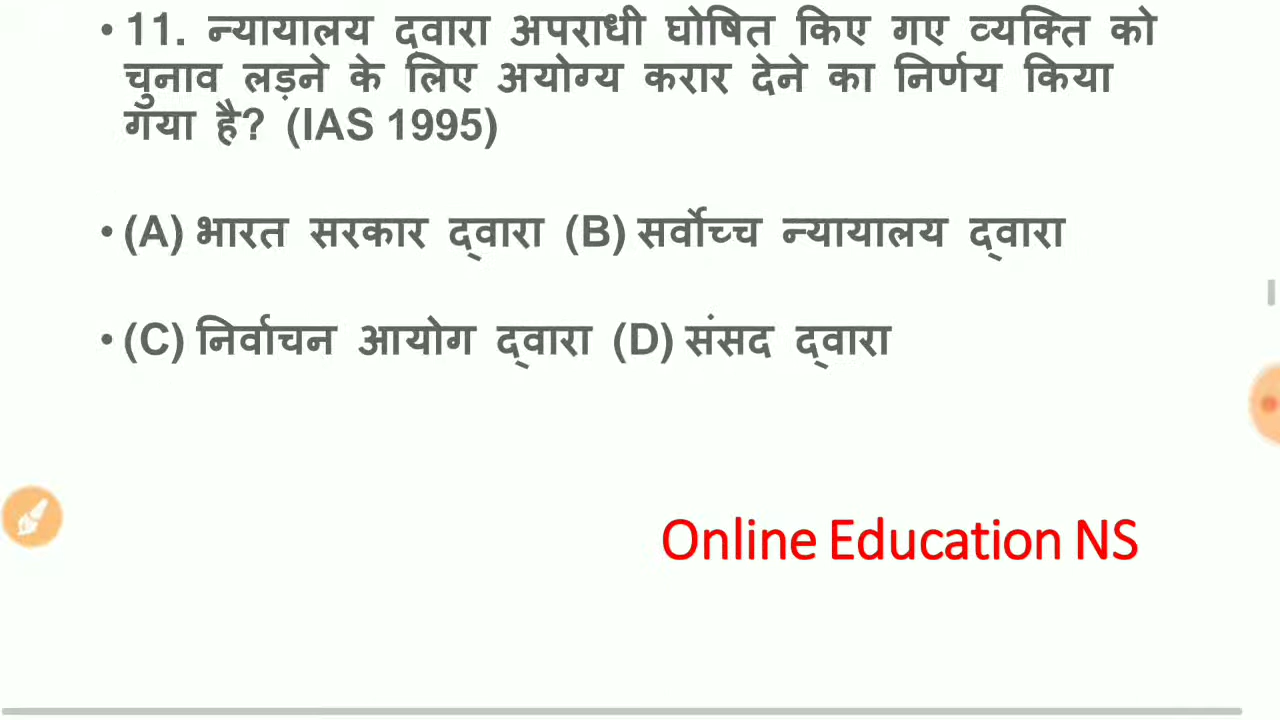 • 11. न्यायालय द्वारा अपराधी घोषित किए गए व्यक्ति को
चुनाव लड़ने के लिए अयोग्य करार देने का निर्णय किया
गया है? (IAS 1995)
• (A) भारत सरकार द्वारा (B) सर्वोच्च न्यायालय द्वारा
• (C) निर्वाचन आयोग द्वारा (D) संसद द्वारा
Online Education NS